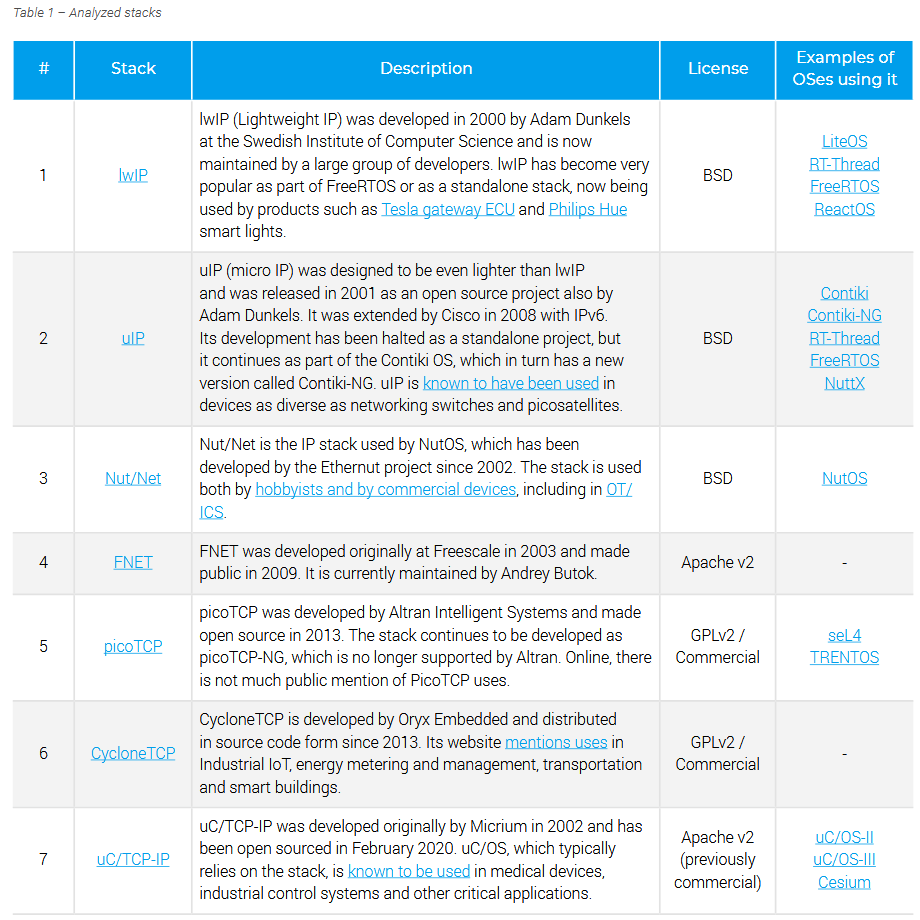 Table 1 – Analyzed stacks
# Stack Description License Examples of
OSes using it
1
lwIP
lwIP (Lightweight IP) was developed in 2000 by Adam Dunkels
at the Swedish Institute of Computer Science and is now
maintained by a large group of developers. lwIP has become very
popular as part of FreeRTOS or as a standalone stack, now being
used by products such as Tesla gateway ECU and Philips Hue
smart lights.
BSD
LiteOS
RT-Thread
FreeRTOS
ReactOS
2
uIP
uIP (micro IP) was designed to be even lighter than lwIP
and was released in 2001 as an open source project also by
Adam Dunkels. It was extended by Cisco in 2008 with IPv6.
Its development has been halted as a standalone project, but
it continues as part of the Contiki OS, which in turn has a new
version called Contiki-NG. uIP is known to have been used in
devices as diverse as networking switches and picosatellites.
BSD
Contiki
Contiki-NG
RT-Thread
FreeRTOS
NuttX
3
Nut/Net
Nut/Net is the IP stack used by NutOS, which has been
developed by the Ethernut project since 2002. The stack is used
both by hobbyists and by commercial devices, including in OT/
ICS.
BSD
NutOS
4
FNET
FNET was developed originally at Freescale in 2003 and made
public in 2009. It is currently maintained by Andrey Butok.
Apache v2
-
5
picoTCP
picoTCP was developed by Altran Intelligent Systems and made
open source in 2013. The stack continues to be developed as
picoTCP-NG, which is no longer supported by Altran. Online, there
is not much public mention of PicoTCP uses.
GPLv2 /
Commercial
seL4
TRENTOS
6
CycloneTCP
CycloneTCP is developed by Oryx Embedded and distributed
in source code form since 2013. Its website mentions uses in
Industrial IoT, energy metering and management, transportation
and smart buildings.
GPLv2 /
Commercial
-
7
uC/TCP-IP
uC/TCP-IP was developed originally by Micrium in 2002 and has
been open sourced in February 2020. uC/OS, which typically
relies on the stack, is known to be used in medical devices,
industrial control systems and other critical applications.
Apache v2
(previously
commercial)
uC/OS-II
uC/OS-III
Cesium